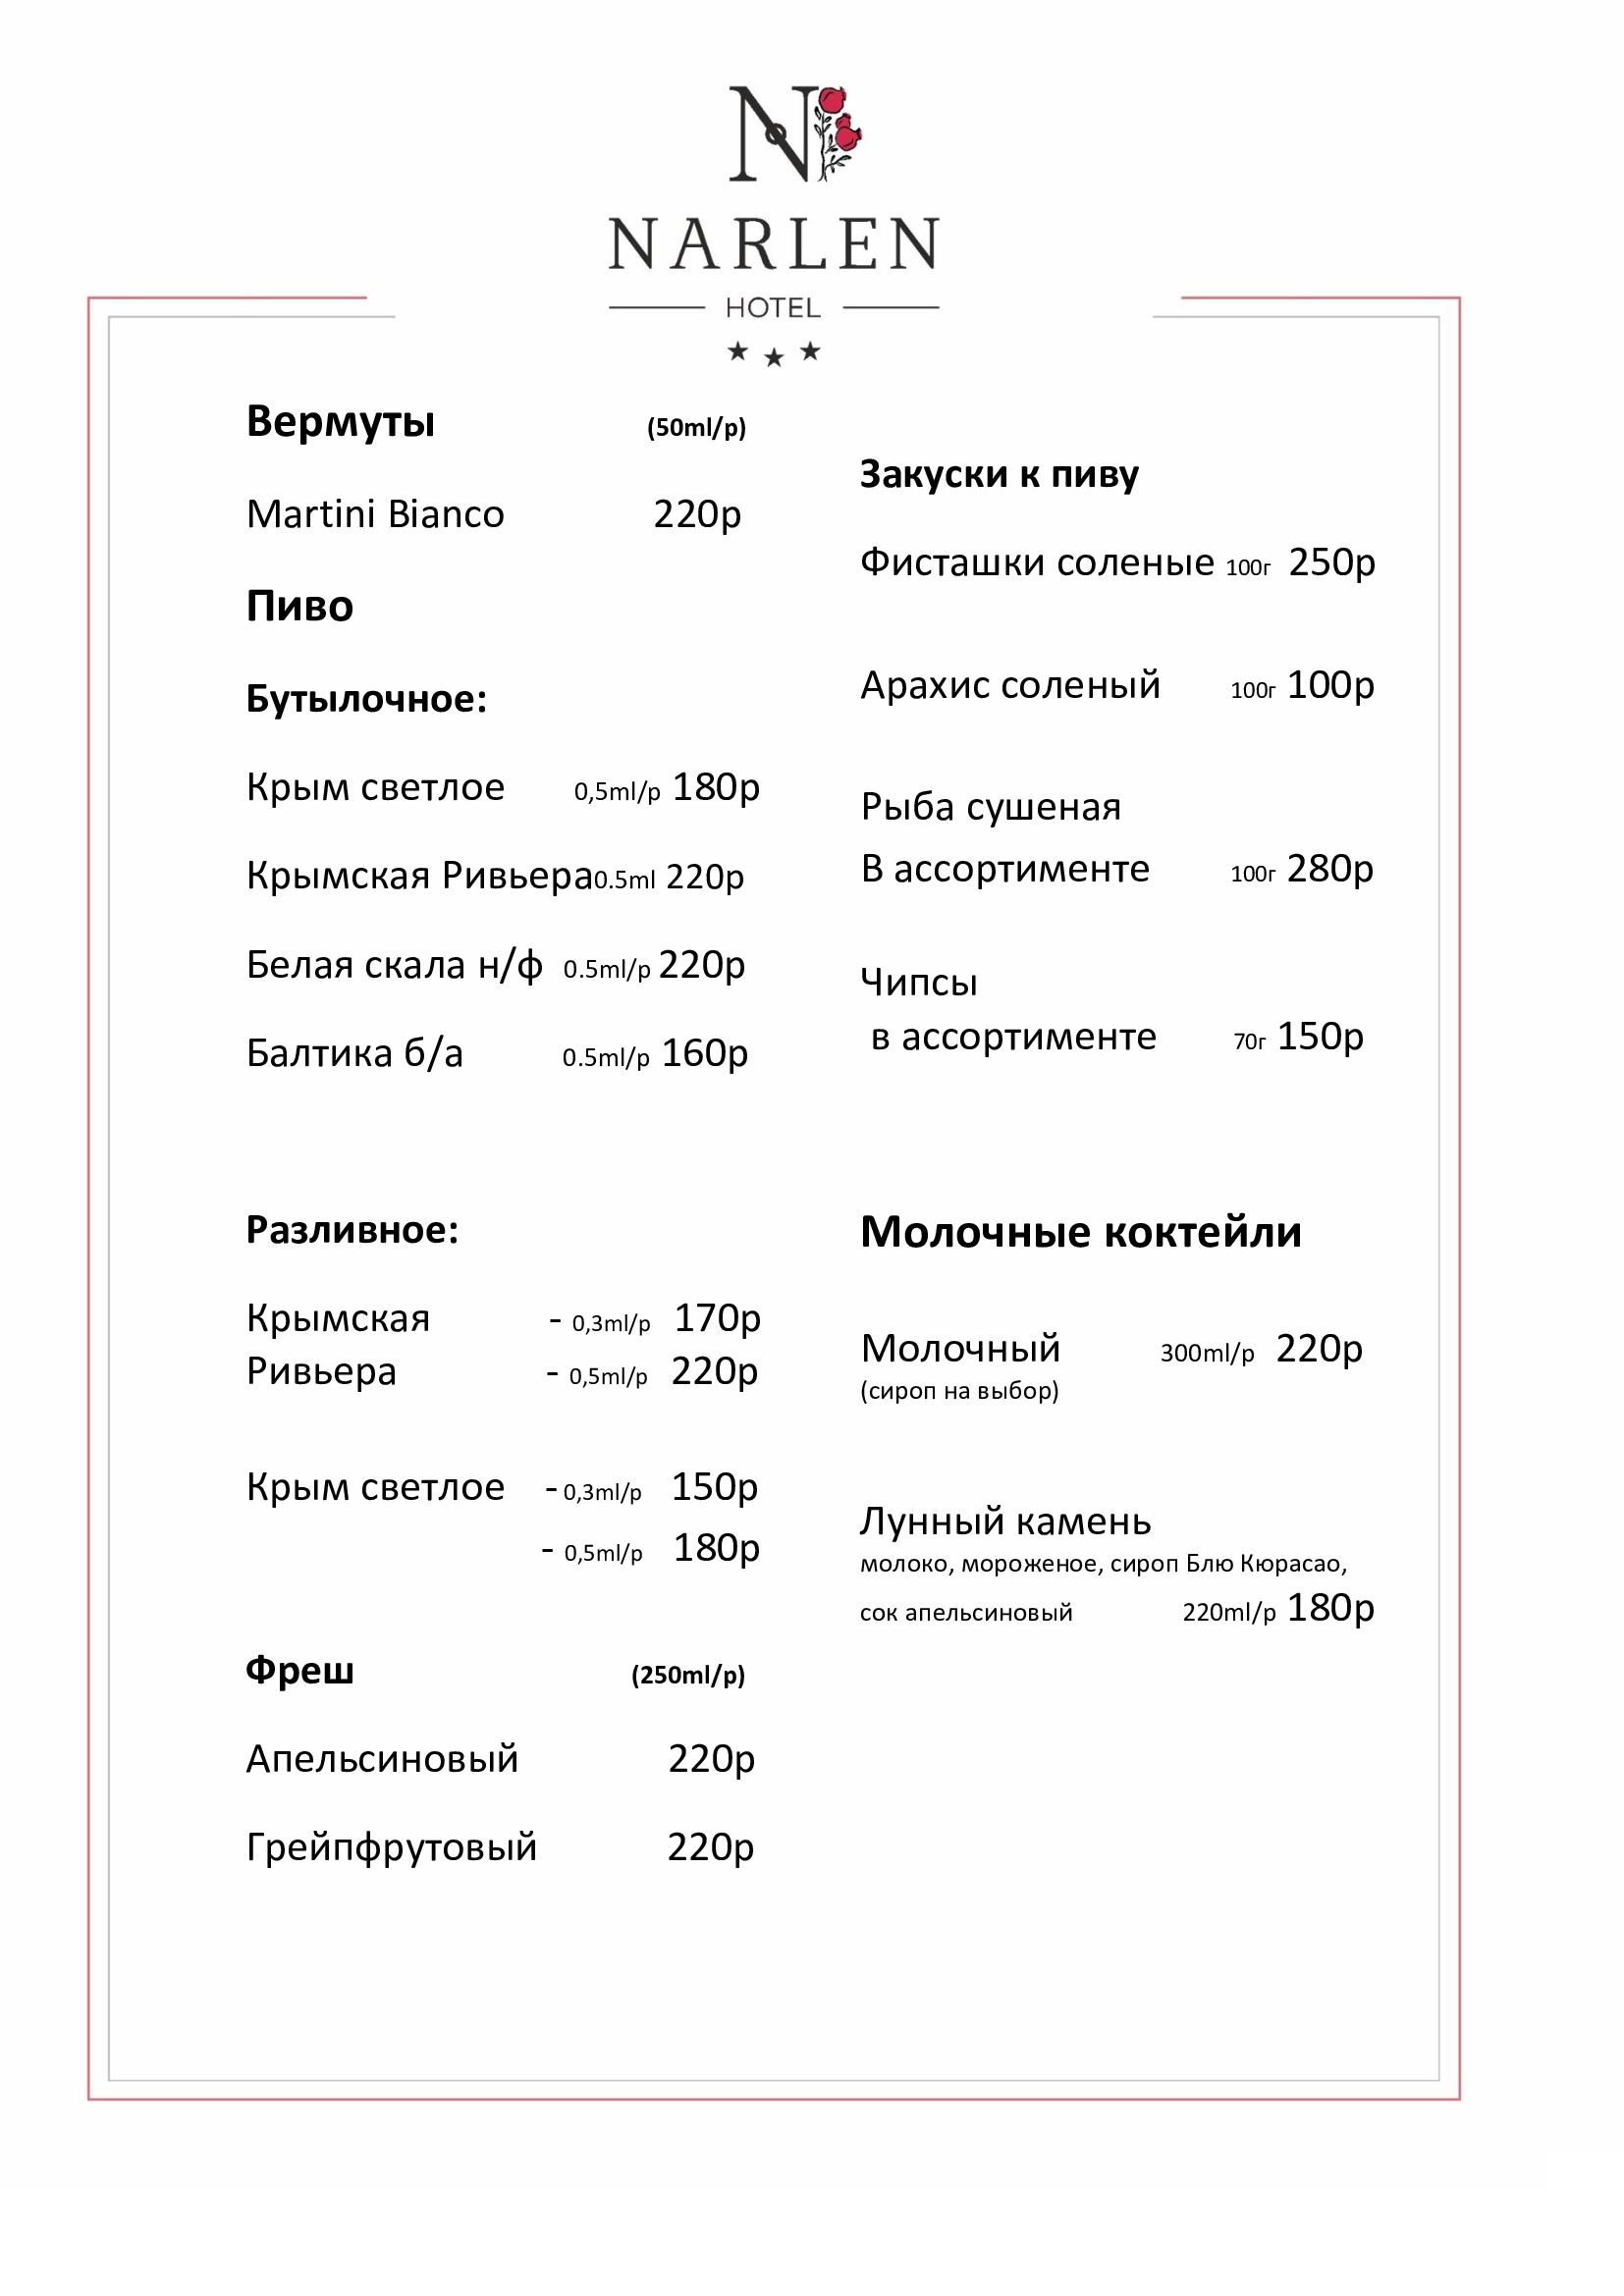 N
NARLEN
HOTEL
Вермуты (50ml/р)
Martini Bianco 220р
Пиво
Бутылочное:
Крым светлое 0,5ml/р 180р
Крымская Ривьера0.5ml 220р
Белая скала н/ф 0.5ml/р 220р
Балтика б/а 0.5ml/р 160р
Разливное:
Крымская - 0,3ml/р 170р
Ривьера - 0,5ml/р 220р
Крым светлое - 0,3ml/р 150р
- 0,5ml/р 180р
Фреш (250ml/р)
Апельсиновый 220р
Грейпфрутовый 220р
Закуски к пиву
Фисташки соленые 100г 250р
Арахис соленый 100г 100р
Рыба сушеная
В ассортименте 100г 280р
Чипсы
в ассортименте 70г 150р
Молочные коктейли
Молочный 300ml/р 220р
(сироп на выбор)
Лунный камень
молоко, мороженое, сироп Блю Кюрасао,
сок апельсиновый 220ml/р 180р